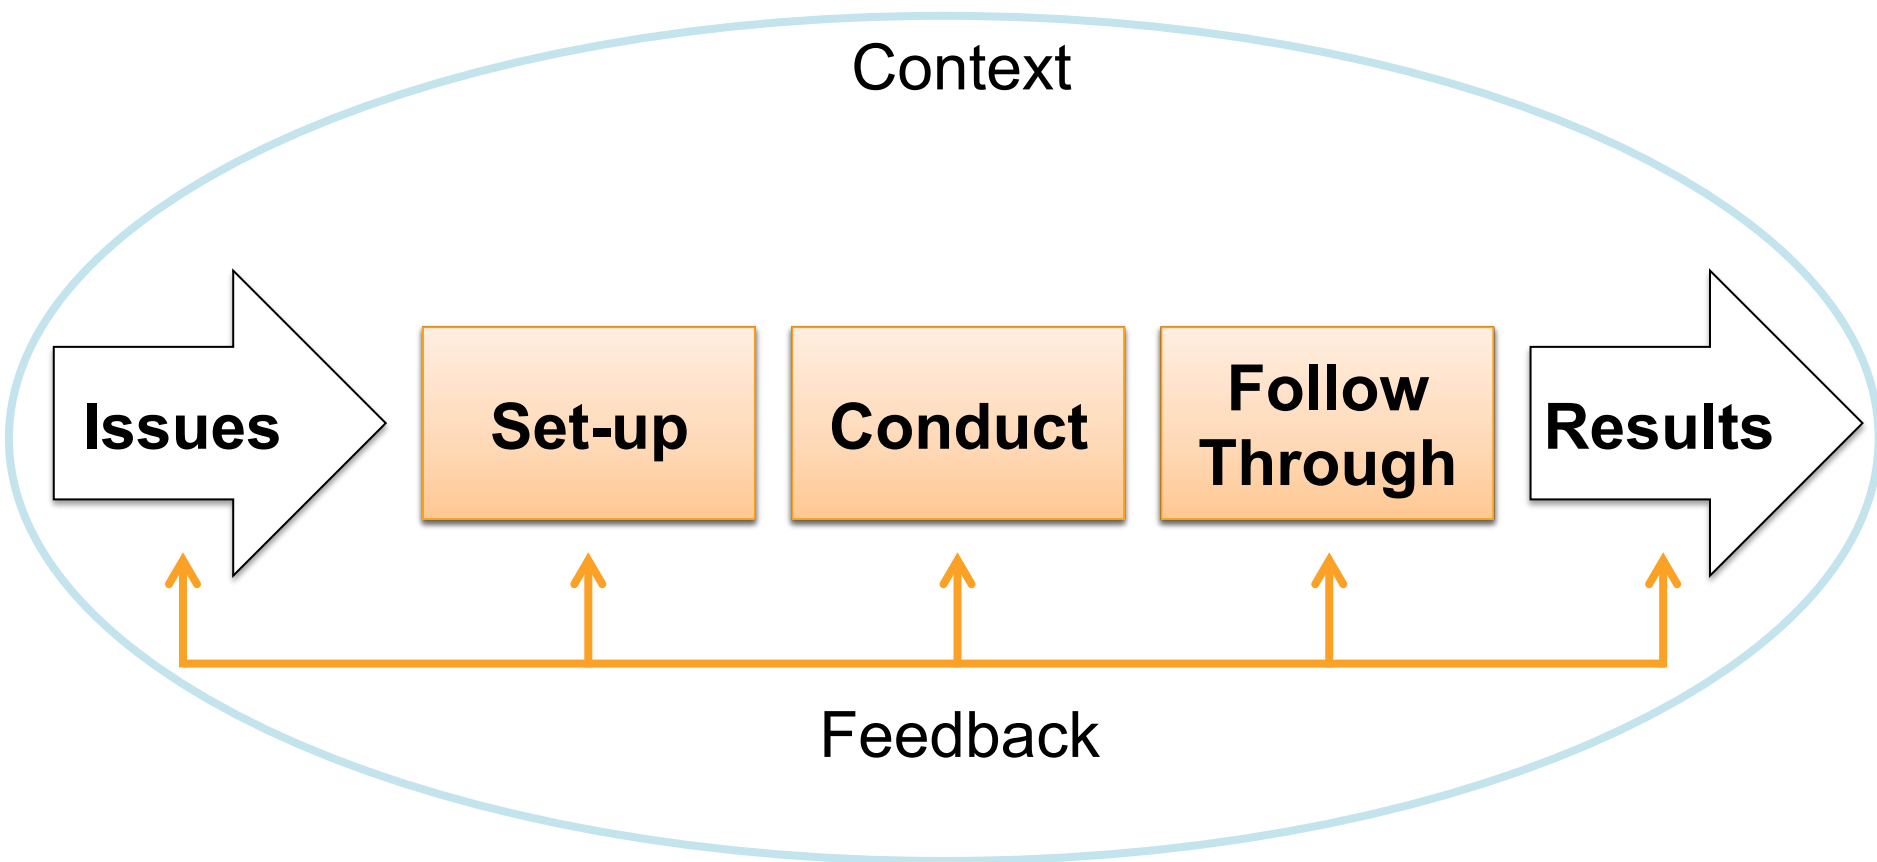 Context
Issues
Set-up
Conduct
Follow
Through
Results
Feedback